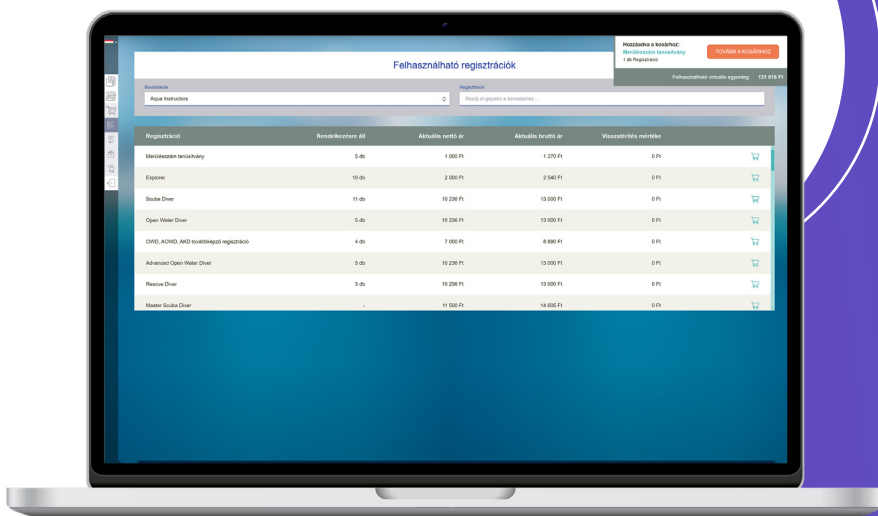 Hozzáadva a kosárhoz:
Merülésszám tanúsítvány
1 db Regisztráció
TOVÁBB A KOSÁRHOZ
Felhasználható virtuális egyenleg: 131 816 Ft
Felhasználható regisztrációk
Búváriskola
Regisztráció
Aqua Instructors
Kezdj el gépelni a kereséshez...
Regisztráció Rendelkezésre áll Aktuális nettó ár Aktuális bruttó ár Visszatérítés mértéke
Merülésszám tanúsítvány 5 db 1 000 Ft 1 270 Ft 0 Ft
Explorer 10 db 2 000 Ft 2 540 Ft 0 Ft
Scuba Diver 11 db 10 236 Ft 13 000 Ft 0 Ft
Open Water Diver 5 db 10 236 Ft 13 000 Ft 0 Ft
OWD, AOWD, AKD továbbképző regisztráció 4 db 7 000 Ft 8 890 Ft 0 Ft
Advanced Open Water Diver 5 db 10 236 Ft 13 000 Ft 0 Ft
Rescue Diver 3 db 10 236 Ft 13 000 Ft 0 Ft
Master Scuba Diver - 11 500 Ft 14 605 Ft 0 Ft